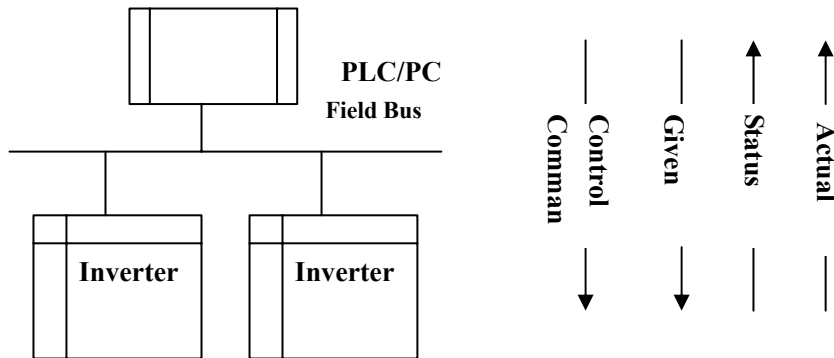 PLC/PC
Field Bus
Inverter
Inverter
Control
Comman
Given
Status
Actual